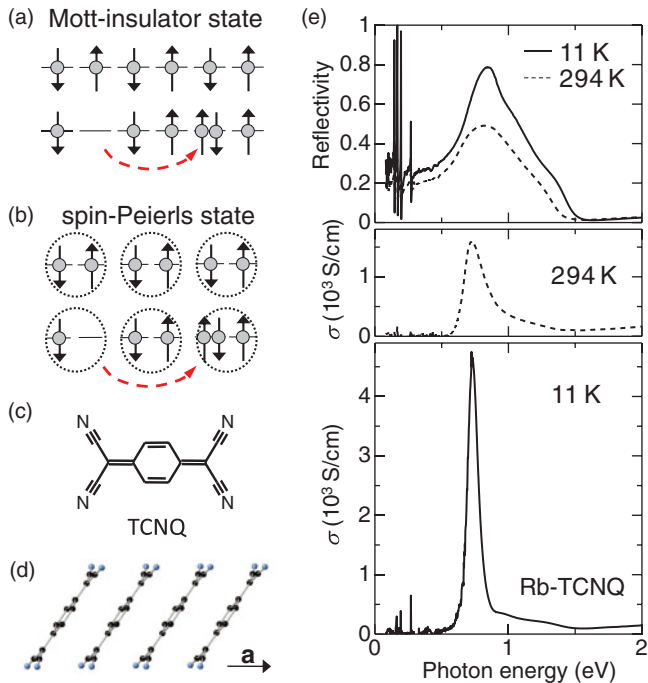 (a)
Mott-insulator state
(b)
spin-Peierls state
(c)
N
N
N
N
TCNQ
(d)
a
(e)
1
0.8
0.6
0.4
0.2
0
Reflectivity
11 K
294 K
1
0
σ (10³ S/cm)
294 K
4
3
2
1
0
σ (10³ S/cm)
11 K
Rb-TCNQ
0
1
2
Photon energy (eV)